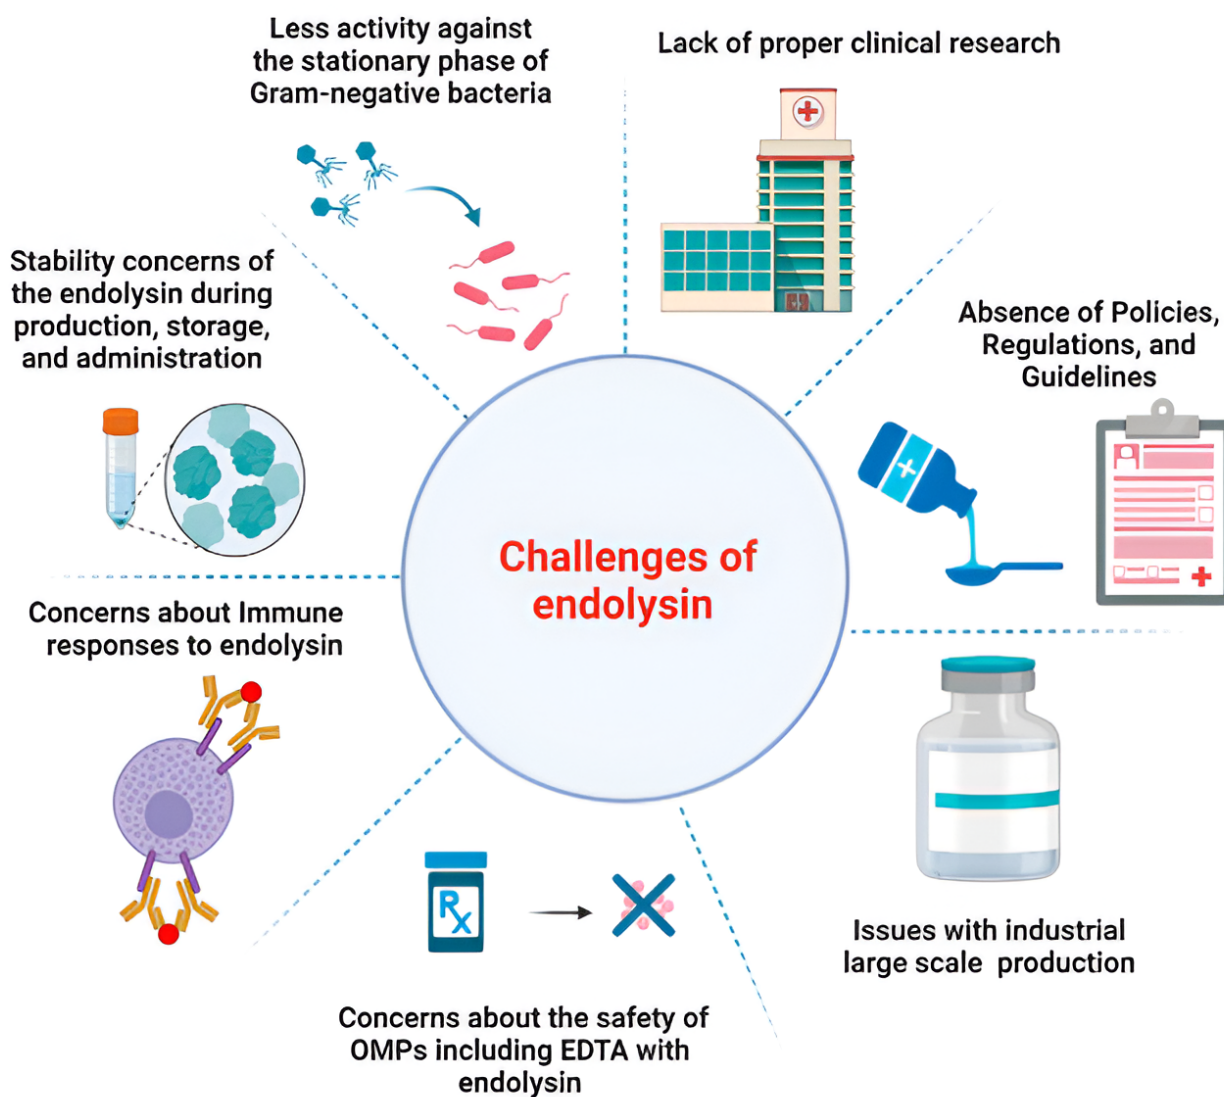 Less activity against
the stationary phase of
Gram-negative bacteria
Lack of proper clinical research
Stability concerns of
the endolysin during
production, storage,
and administration
Absence of Policies,
Regulations, and
Guidelines
Challenges of
endolysin
Concerns about Immune
responses to endolysin
Rx
Issues with industrial
large scale production
Concerns about the safety of
OMPs including EDTA with
endolysin